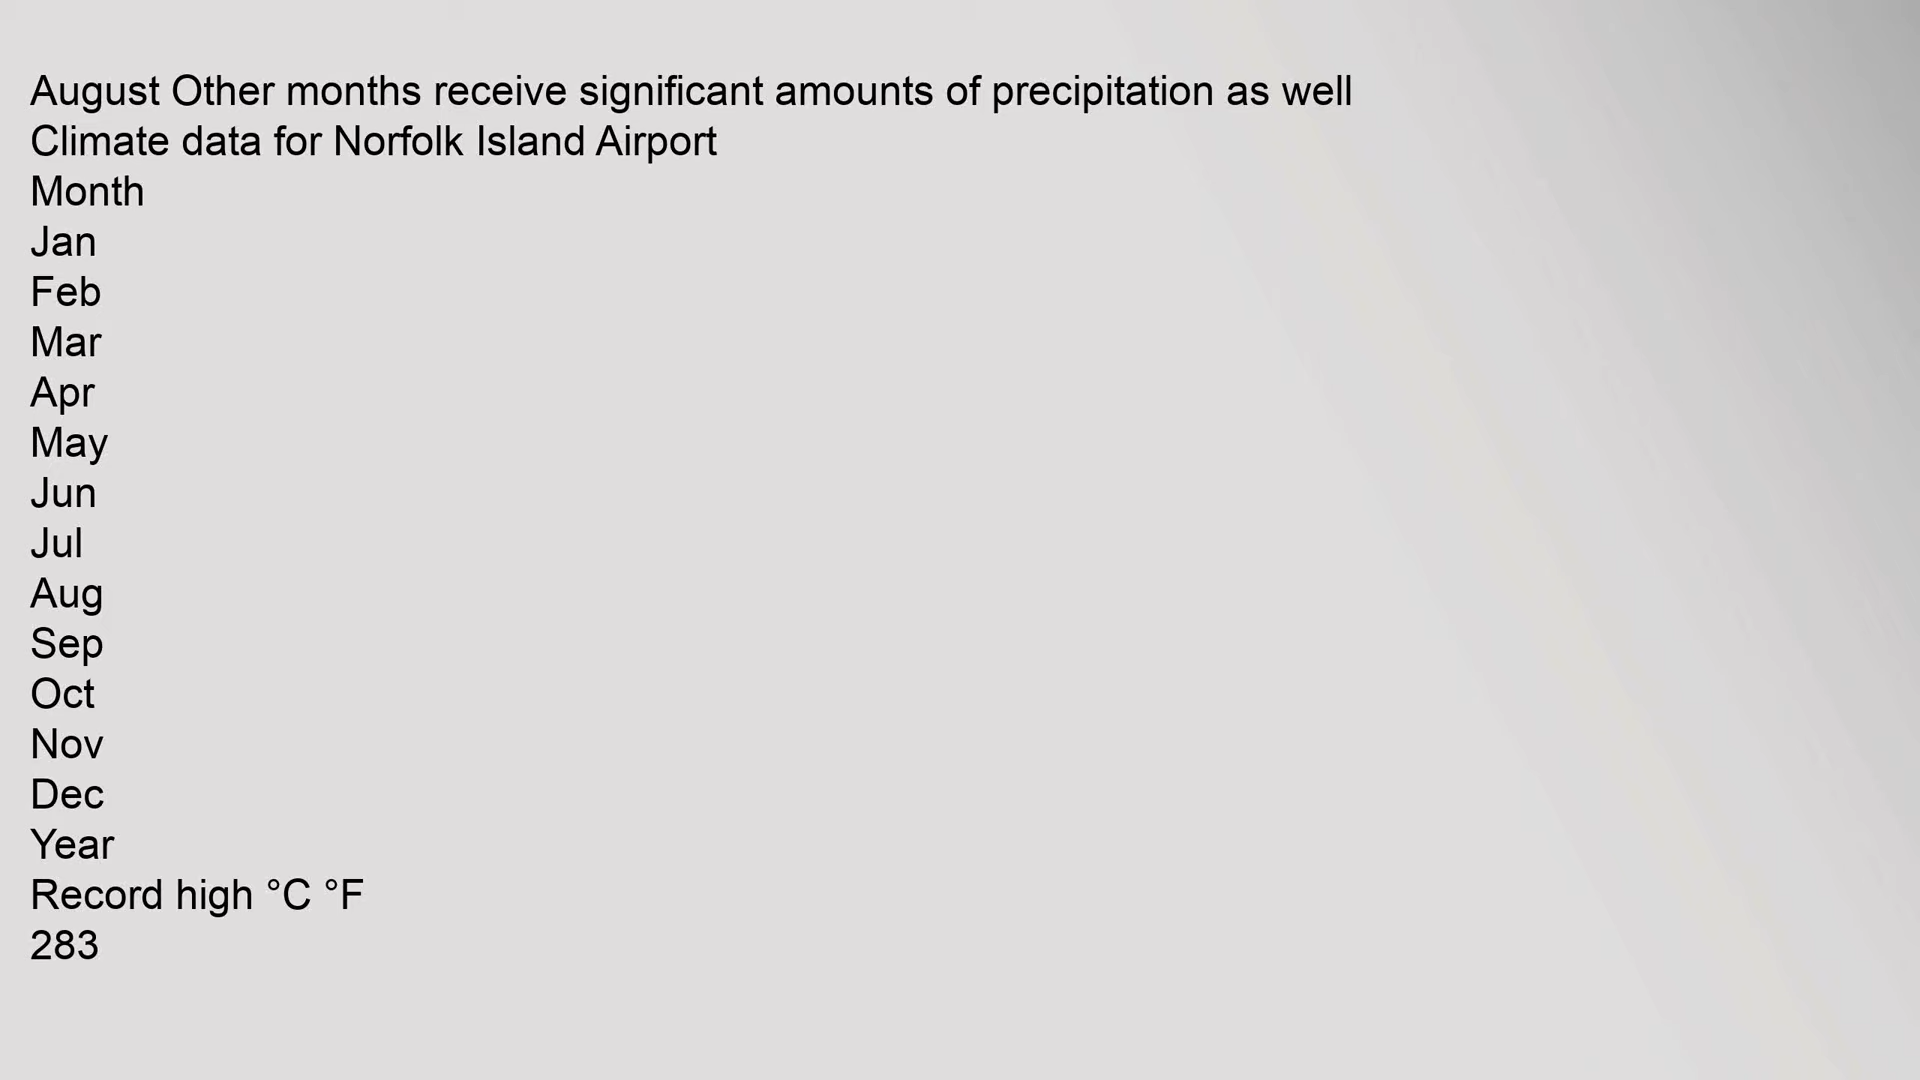 August Other months receive significant amounts of precipitation as well
Climate data for Norfolk Island Airport
Month
Jan
Feb
Mar
Apr
May
Jun
Jul
Aug
Sep
Oct
Nov
Dec
Year
Record high °C °F
283